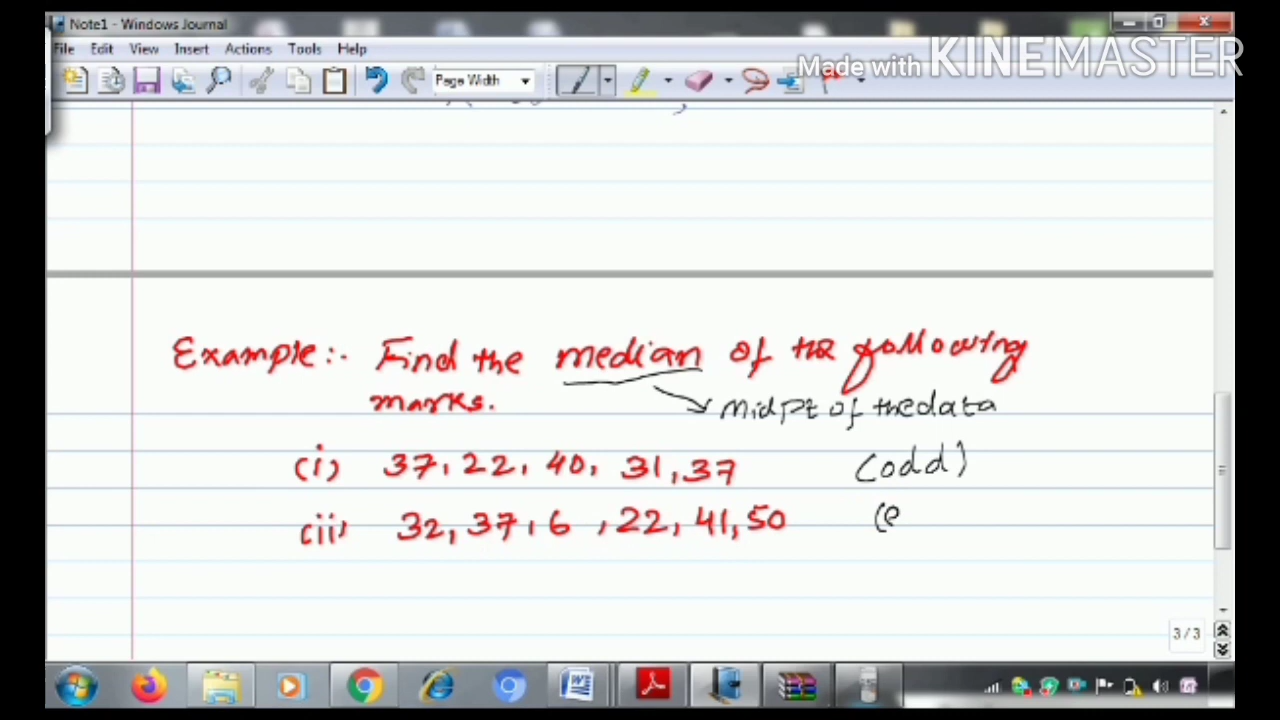 Note1 - Windows Journal
File Edit View Insert Actions Tools Help
Made with KINEMASTER
Page Width
Example:- Find the median of the following
marks.
midpt of the data
(i) 37, 22, 40, 31, 37 (odd)
(ii) 32, 37, 6, 22, 41, 50 (e
3/3